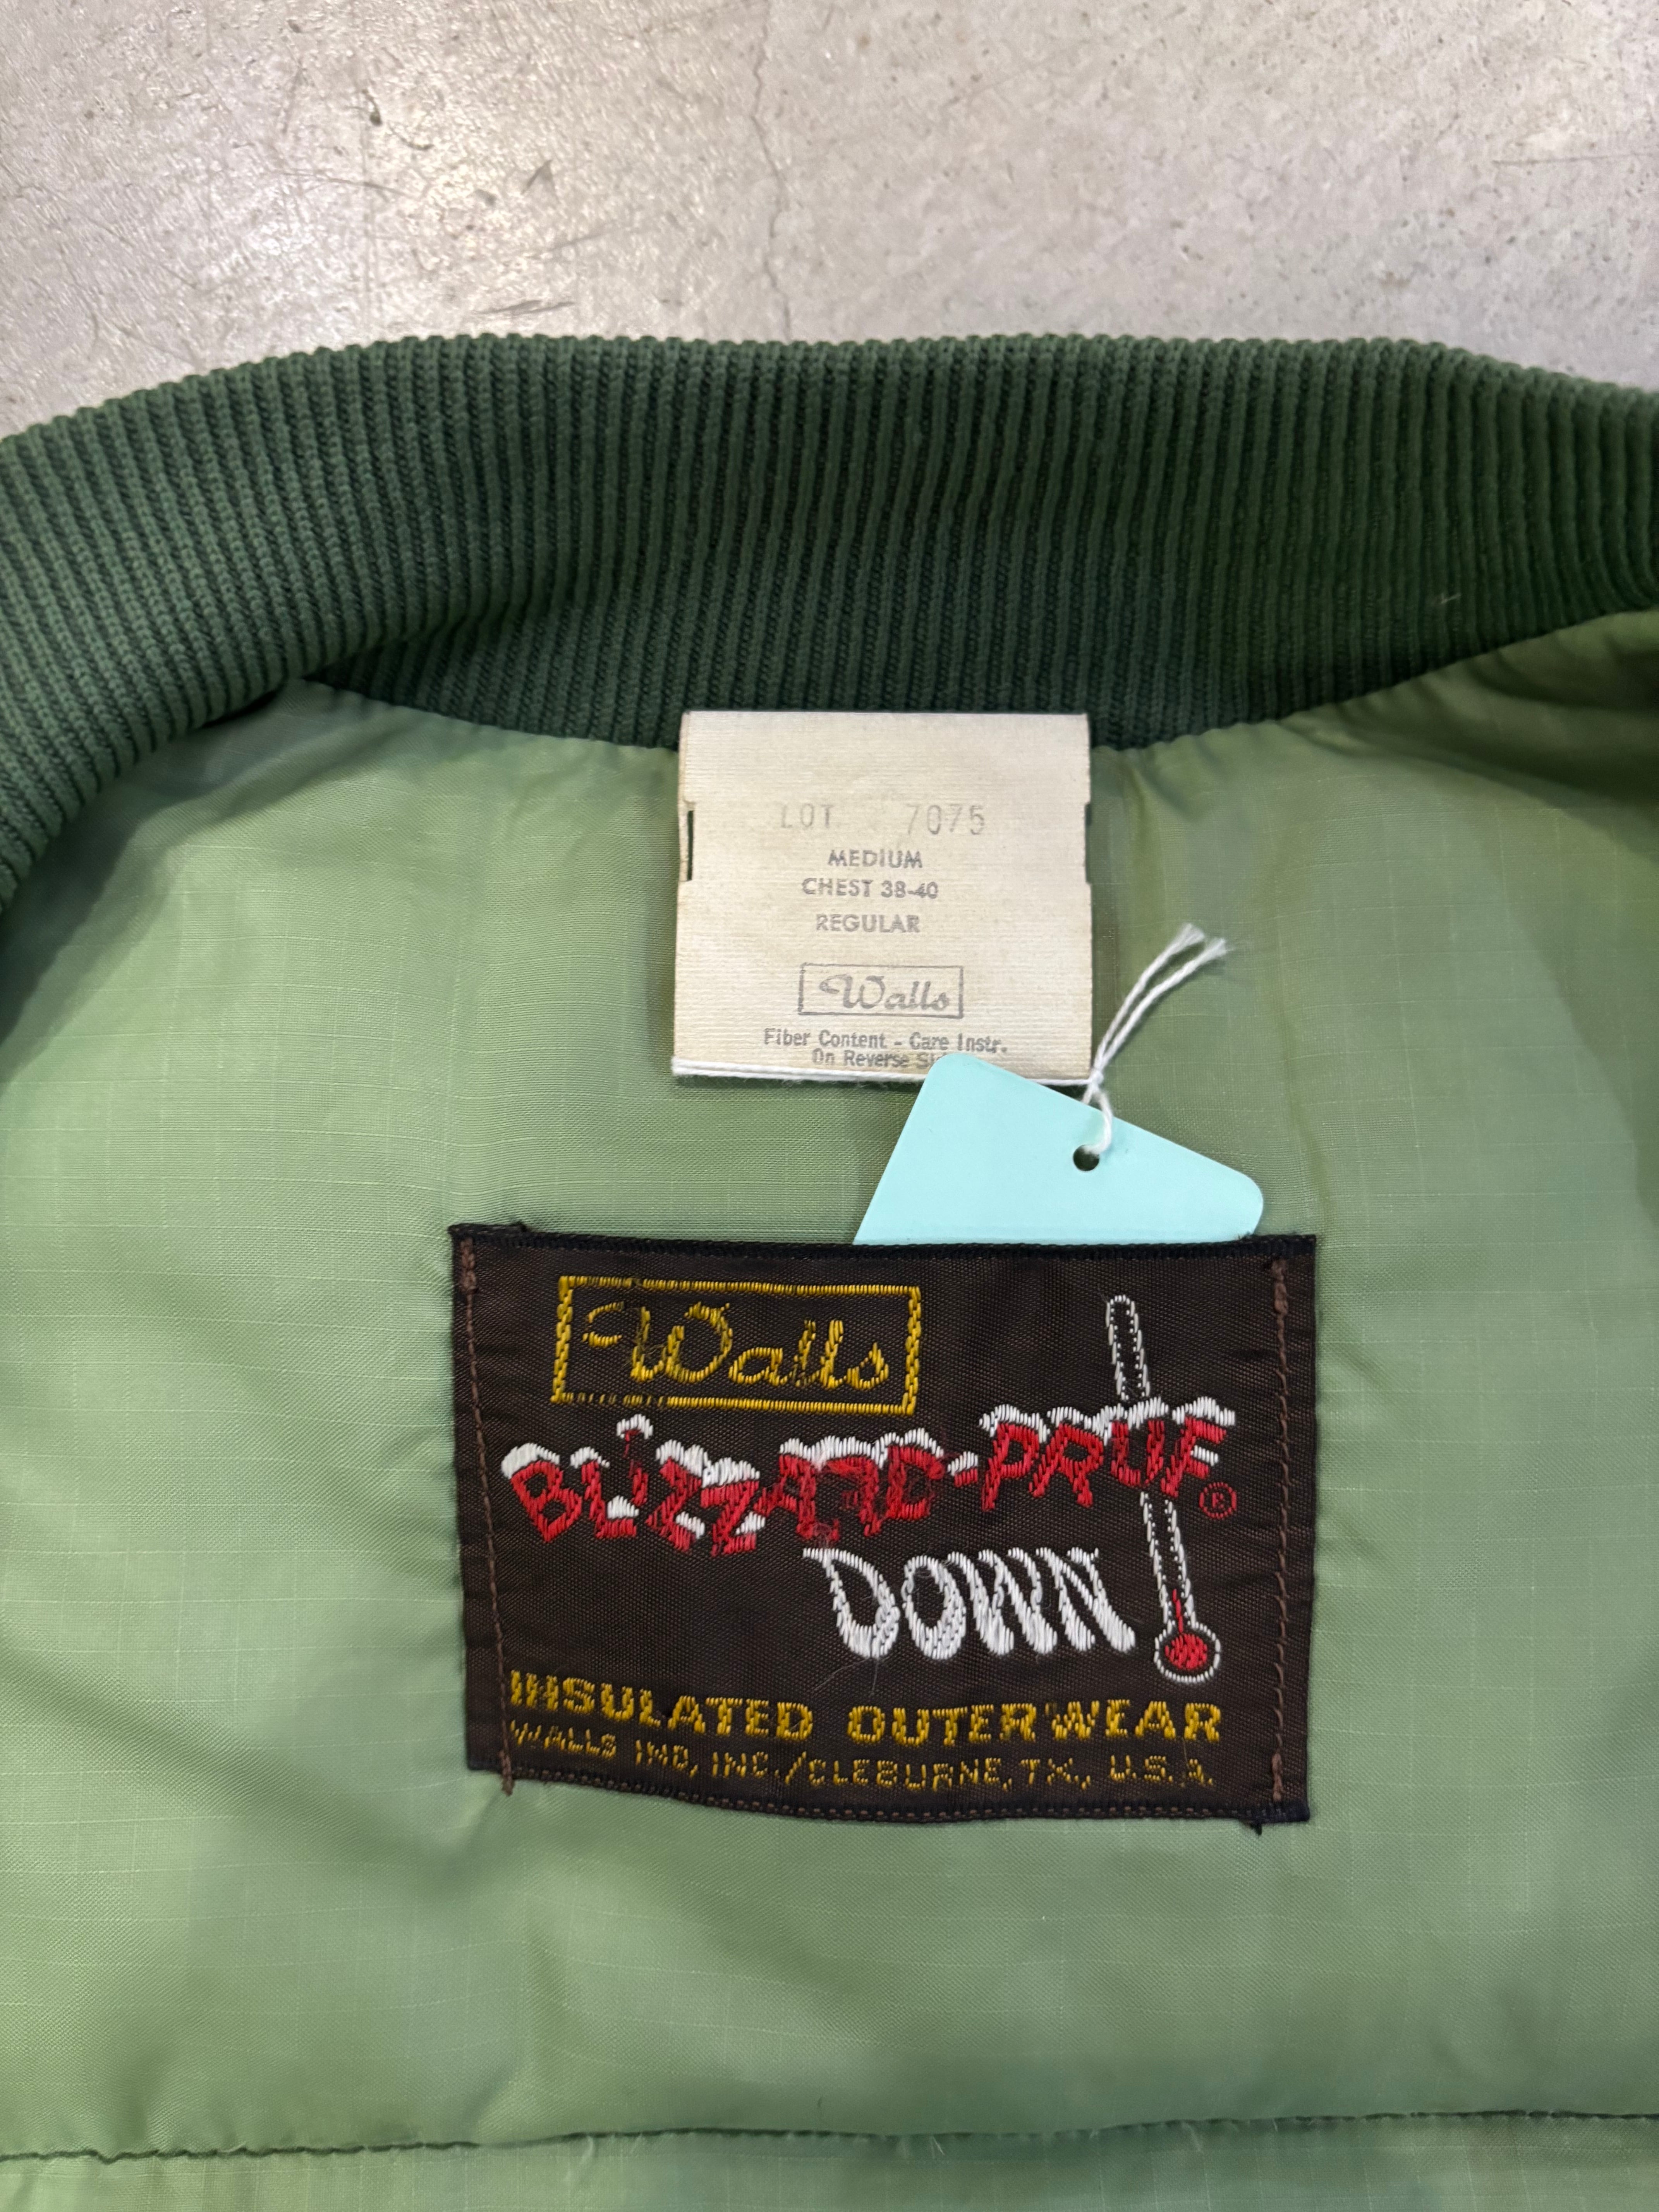 LOT 7075
MEDIUM
CHEST 38-40
REGULAR
Walls
Fiber Content - Care Instr.
On Reverse
Walls
BLIZZARD-PRUF®
DOWN
INSULATED OUTERWEAR
WALLS IND, INC./CLEBURNE, TX., U.S.A.